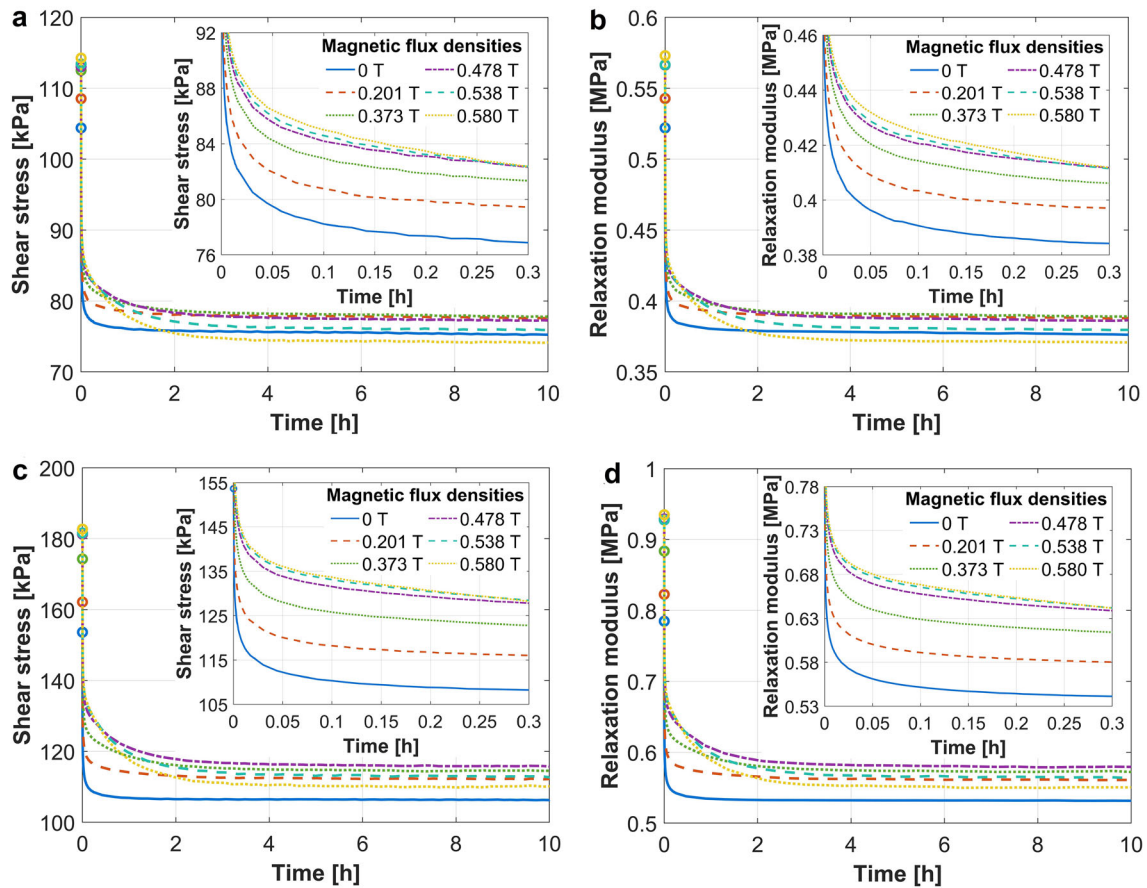 a
120
110
100
90
80
70
Shear stress [kPa]
0 2 4 6 8 10
Time [h]
92
88
84
80
76
Shear stress [kPa]
0 0.05 0.1 0.15 0.2 0.25 0.3
Time [h]
Magnetic flux densities
0 T 0.478 T
0.201 T 0.538 T
0.373 T 0.580 T
b
0.6
0.55
0.5
0.45
0.4
0.35
Relaxation modulus [MPa]
0 2 4 6 8 10
Time [h]
0.46
0.44
0.42
0.4
0.38
Relaxation modulus [MPa]
0 0.05 0.1 0.15 0.2 0.25 0.3
Time [h]
Magnetic flux densities
0 T 0.478 T
0.201 T 0.538 T
0.373 T 0.580 T
c
200
180
160
140
120
100
Shear stress [kPa]
0 2 4 6 8 10
Time [h]
155
145
135
125
115
105
Shear stress [kPa]
0 0.05 0.1 0.15 0.2 0.25 0.3
Time [h]
Magnetic flux densities
0 T 0.478 T
0.201 T 0.538 T
0.373 T 0.580 T
d
1
0.9
0.8
0.7
0.6
0.5
Relaxation modulus [MPa]
0 2 4 6 8 10
Time [h]
0.78
0.73
0.68
0.63
0.58
0.53
Relaxation modulus [MPa]
0 0.05 0.1 0.15 0.2 0.25 0.3
Time [h]
Magnetic flux densities
0 T 0.478 T
0.201 T 0.538 T
0.373 T 0.580 T